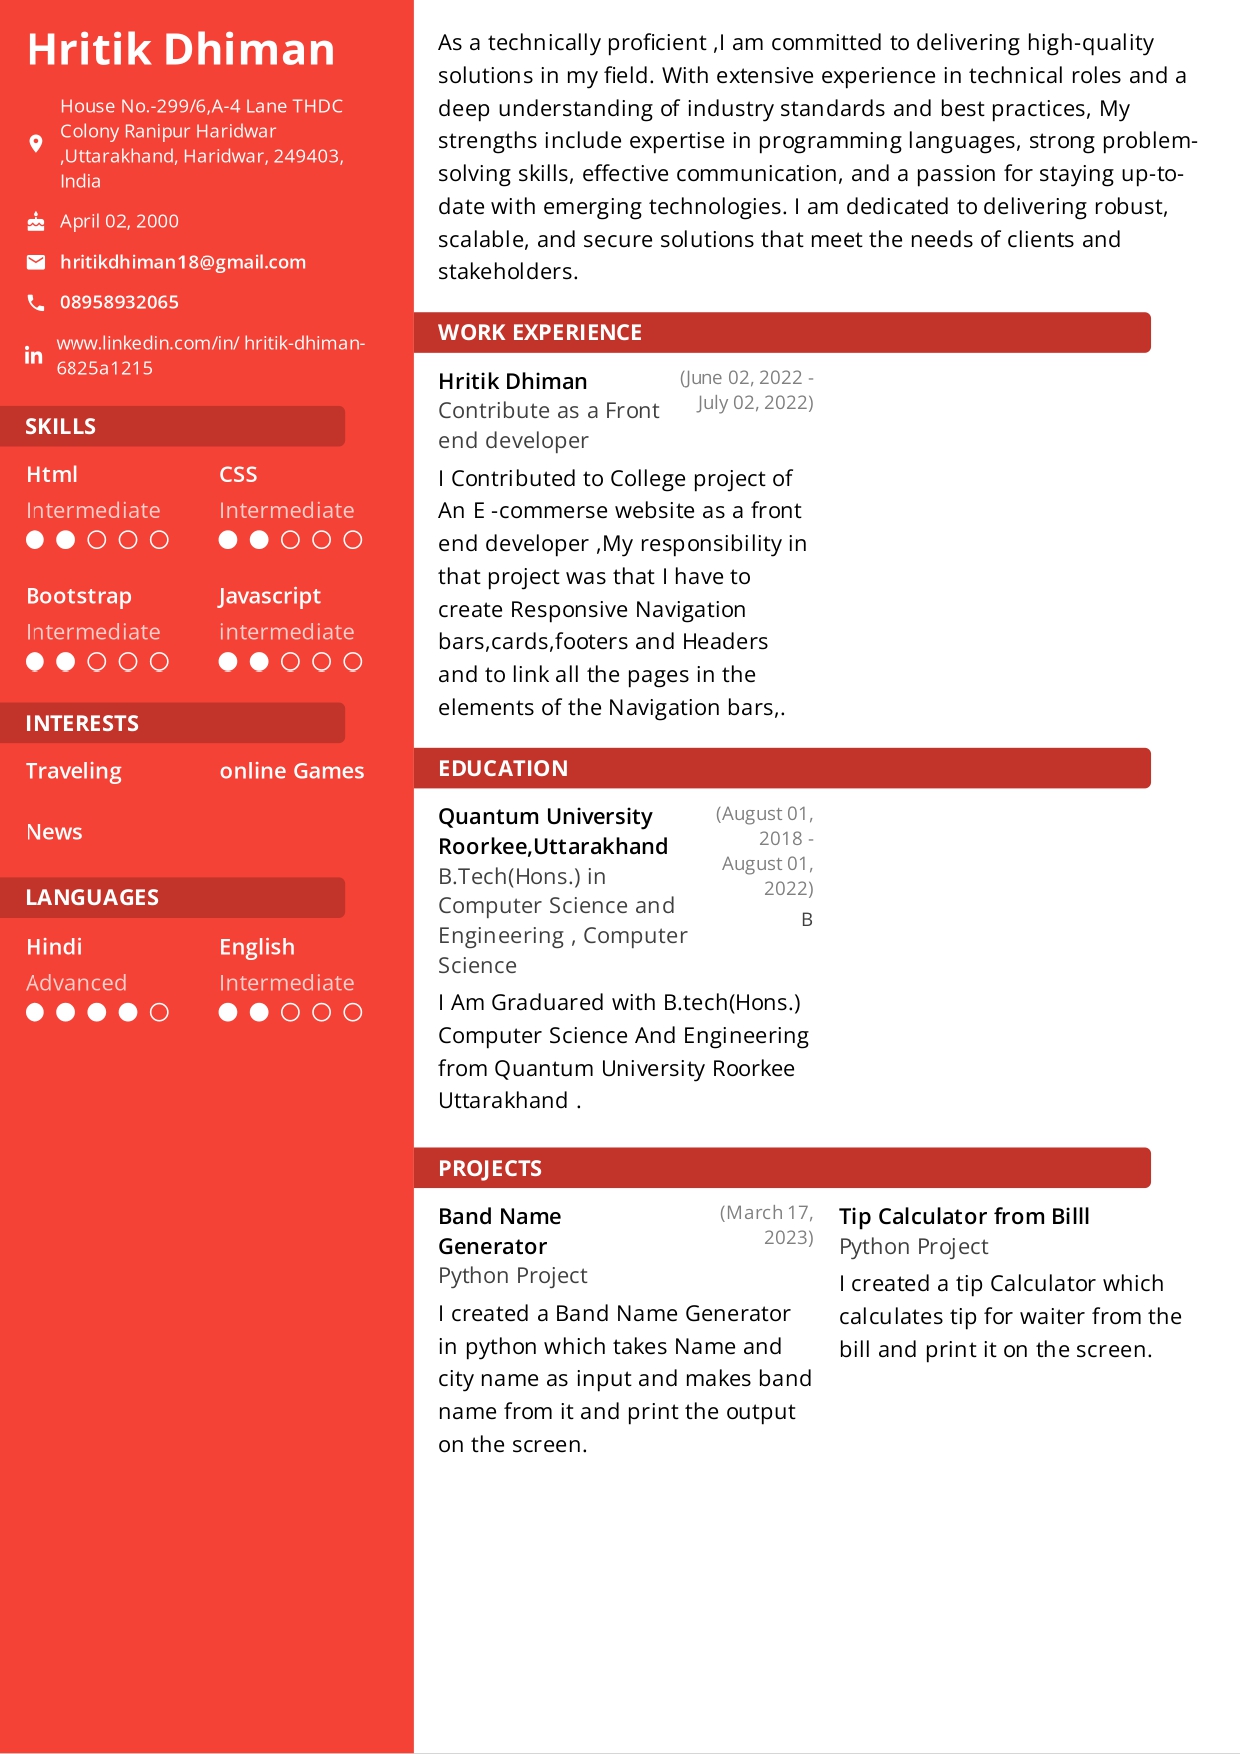 Hritik Dhiman
House No.-299/6,A-4 Lane THDC
Colony Ranipur Haridwar
,Uttarakhand, Haridwar, 249403,
India
April 02, 2000
hritikdhiman18@gmail.com
08958932065
www.linkedin.com/in/ hritik-dhiman-
6825a1215
SKILLS
Html CSS
Intermediate Intermediate
Bootstrap Javascript
Intermediate intermediate
INTERESTS
Traveling online Games
News
LANGUAGES
Hindi English
Advanced Intermediate
As a technically proficient ,I am committed to delivering high-quality
solutions in my field. With extensive experience in technical roles and a
deep understanding of industry standards and best practices, My
strengths include expertise in programming languages, strong problem-
solving skills, effective communication, and a passion for staying up-to-
date with emerging technologies. I am dedicated to delivering robust,
scalable, and secure solutions that meet the needs of clients and
stakeholders.
WORK EXPERIENCE
Hritik Dhiman
(June 02, 2022 -
July 02, 2022)
Contribute as a Front
end developer
I Contributed to College project of
An E -commerse website as a front
end developer ,My responsibility in
that project was that I have to
create Responsive Navigation
bars,cards,footers and Headers
and to link all the pages in the
elements of the Navigation bars,.
EDUCATION
Quantum University
Roorkee,Uttarakhand
(August 01,
2018 -
August 01,
2022)
B
B.Tech(Hons.) in
Computer Science and
Engineering , Computer
Science
I Am Graduared with B.tech(Hons.)
Computer Science And Engineering
from Quantum University Roorkee
Uttarakhand .
PROJECTS
Band Name
Generator
(March 17,
2023)
Python Project
I created a Band Name Generator
in python which takes Name and
city name as input and makes band
name from it and print the output
on the screen.
Tip Calculator from Billl
Python Project
I created a tip Calculator which
calculates tip for waiter from the
bill and print it on the screen.